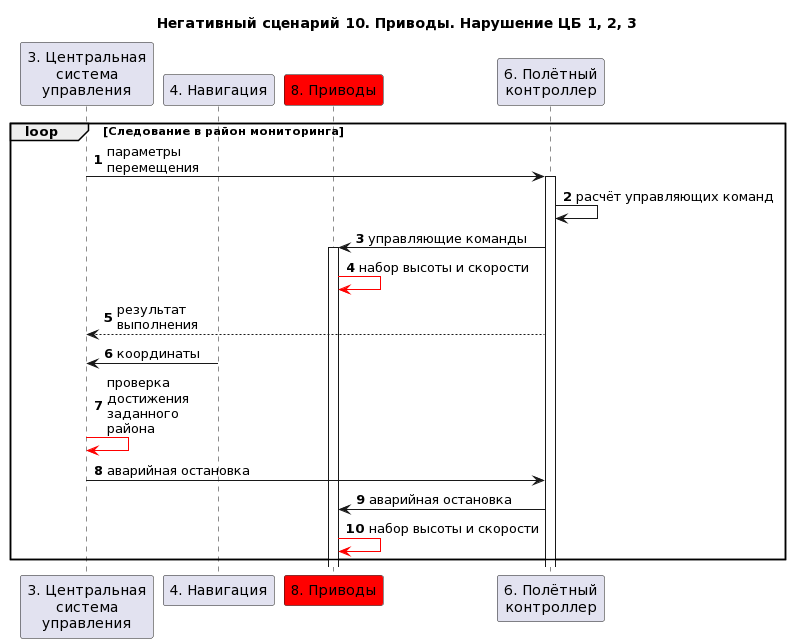 Негативный сценарий 10. Приводы. Нарушение ЦБ 1, 2, 3
3. Центральная
система
управления
4. Навигация
8. Приводы
6. Полётный
контроллер
loop [Следование в район мониторинга]
1 параметры
перемещения
2 расчёт управляющих команд
3 управляющие команды
4 набор высоты и скорости
5 результат
выполнения
6 координаты
7 проверка
достижения
заданного
района
8 аварийная остановка
9 аварийная остановка
10 набор высоты и скорости
3. Центральная
система
управления
4. Навигация
8. Приводы
6. Полётный
контроллер